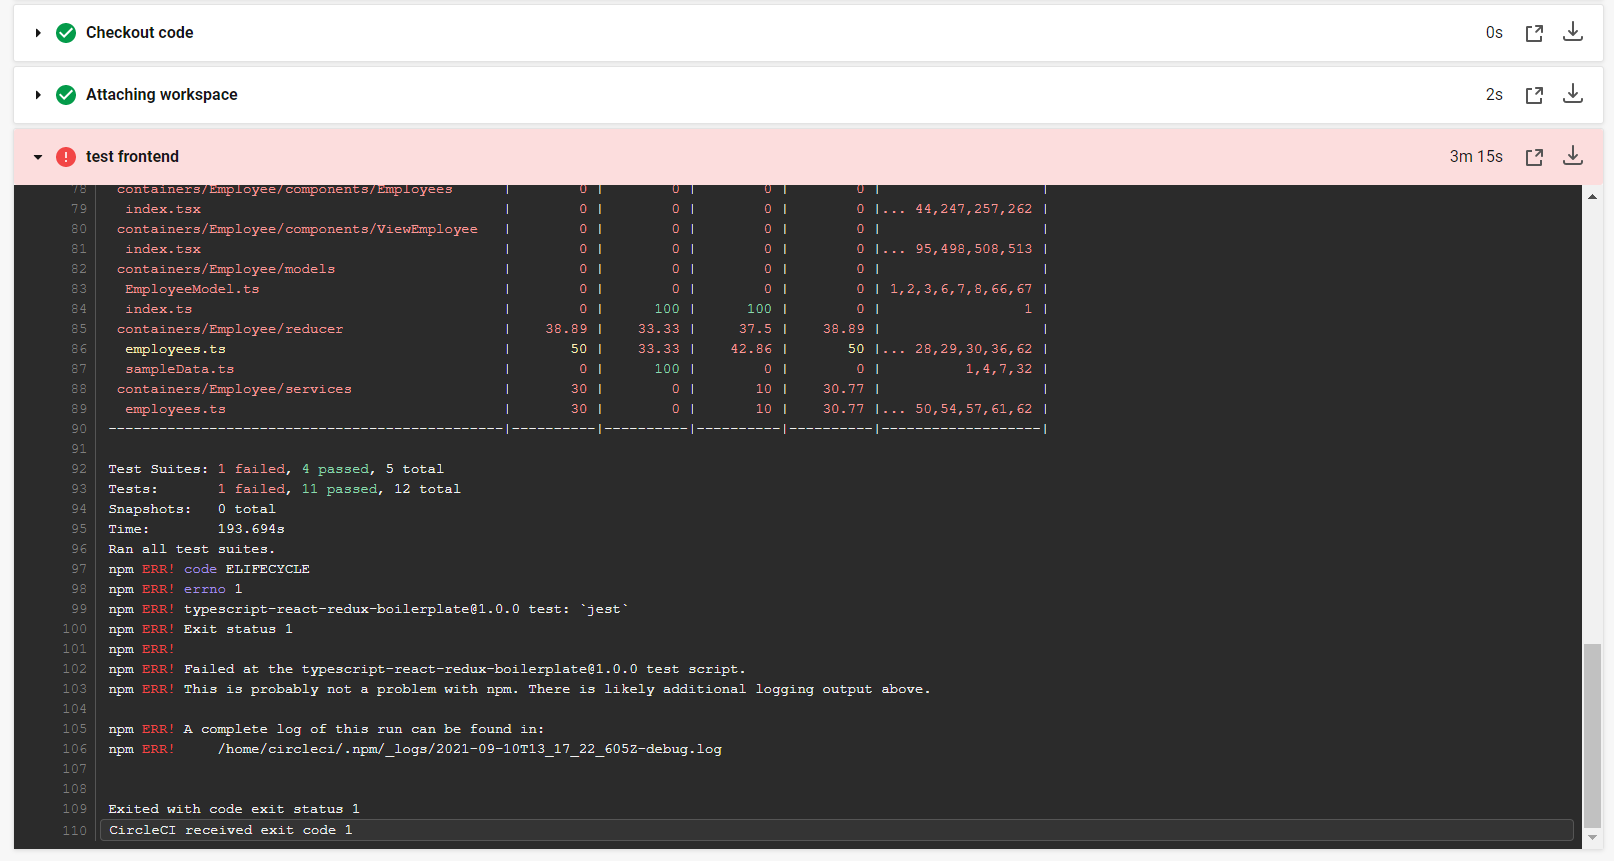 Checkout code 0s
Attaching workspace 2s
test frontend 3m 15s
78 containers/Employee/components/Employees | 0 | 0 | 0 | 0 | |
79 index.tsx | 0 | 0 | 0 | 0 |... 44,247,257,262 |
80 containers/Employee/components/ViewEmployee | 0 | 0 | 0 | 0 | |
81 index.tsx | 0 | 0 | 0 | 0 |... 95,498,508,513 |
82 containers/Employee/models | 0 | 0 | 0 | 0 | |
83 EmployeeModel.ts | 0 | 0 | 0 | 0 | 1,2,3,6,7,8,66,67 |
84 index.ts | 0 | 100 | 100 | 0 | 1 |
85 containers/Employee/reducer | 38.89 | 33.33 | 37.5 | 38.89 | |
86 employees.ts | 50 | 33.33 | 42.86 | 50 |... 28,29,30,36,62 |
87 sampleData.ts | 0 | 100 | 0 | 0 | 1,4,7,32 |
88 containers/Employee/services | 30 | 0 | 10 | 30.77 | |
89 employees.ts | 30 | 0 | 10 | 30.77 |... 50,54,57,61,62 |
90 -----------------------------------------------|----------|----------|----------|----------|-------------------|
91
92 Test Suites: 1 failed, 4 passed, 5 total
93 Tests: 1 failed, 11 passed, 12 total
94 Snapshots: 0 total
95 Time: 193.694s
96 Ran all test suites.
97 npm ERR! code ELIFECYCLE
98 npm ERR! errno 1
99 npm ERR! typescript-react-redux-boilerplate@1.0.0 test: `jest`
100 npm ERR! Exit status 1
101 npm ERR!
102 npm ERR! Failed at the typescript-react-redux-boilerplate@1.0.0 test script.
103 npm ERR! This is probably not a problem with npm. There is likely additional logging output above.
104
105 npm ERR! A complete log of this run can be found in:
106 npm ERR! /home/circleci/.npm/_logs/2021-09-10T13_17_22_605Z-debug.log
107
108
109 Exited with code exit status 1
110 CircleCI received exit code 1